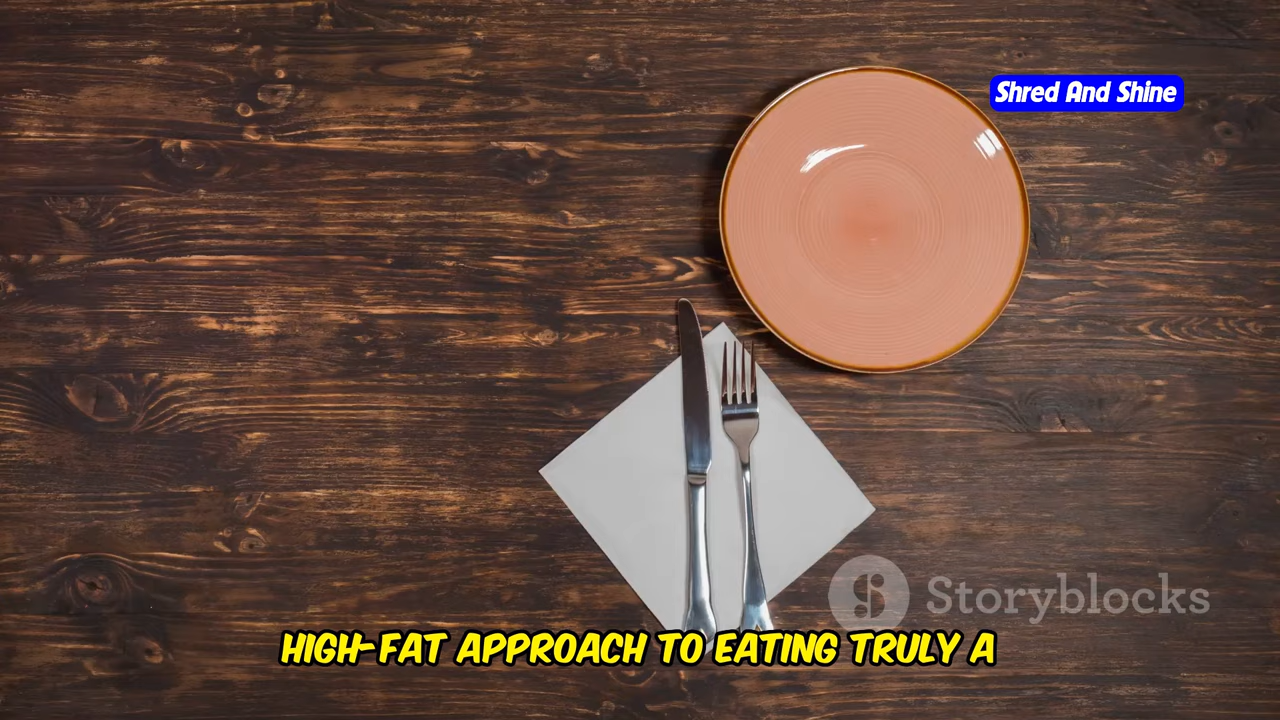 Shred And Shine
Storyblocks
HIGH-FAT APPROACH TO EATING TRULY A